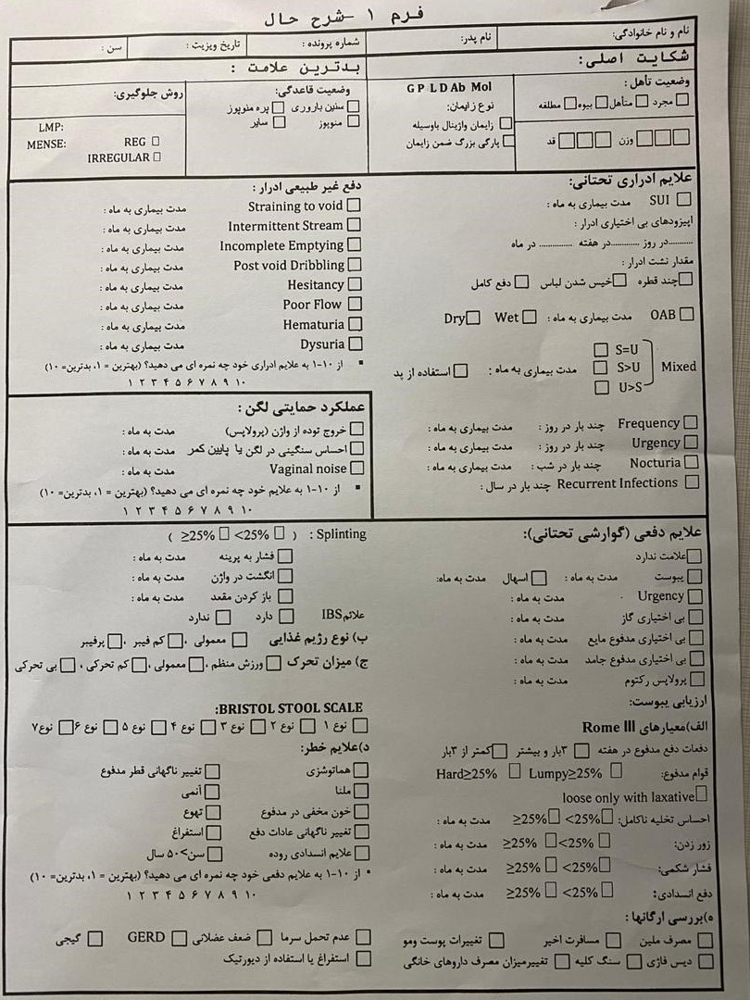 فرم ۱ –شرح حال
نام و نام خانوادگی:
نام پدر:
شماره پرونده :
تاریخ ویزیت :
سن :
شکایت اصلی:
بدترین علامت :
وضعیت تأهل :
مجرد □ متأهل □ بیوه □ مطلقه □
وزن □□□ قد □□□
G P L D Ab Mol
نوع زایمان:
□ زایمان واژینال باوسیله
□ پارگی بزرگ ضمن زایمان
وضعیت قاعدگی:
□ سنین باروری □ پره منوپوز
□ منوپوز □ سایر
روش جلوگیری:
LMP:
MENSE: REG □
IRREGULAR □
علایم ادراری تحتانی:
□ SUI مدت بیماری به ماه :
اپیزودهای بی اختیاری ادرار :
..........در روز ............در هفته .............. در ماه
مقدار نشت ادرار :
□ چند قطره □ خیس شدن لباس □ دفع کامل
□ OAB مدت بیماری به ماه : □ Wet □ Dry
□ S=U
Mixed □ S>U مدت بیماری به ماه : □ استفاده از پد
□ U>S
□ Frequency چند بار در روز : مدت بیماری به ماه :
□ Urgency چند بار در روز : مدت بیماری به ماه :
□ Nocturia چند بار در شب : مدت بیماری به ماه :
□ Recurrent Infections چند بار در سال :
دفع غیر طبیعی ادرار :
□ Straining to void مدت بیماری به ماه :
□ Intermittent Stream مدت بیماری به ماه :
□ Incomplete Emptying مدت بیماری به ماه :
□ Post void Dribbling مدت بیماری به ماه :
□ Hesitancy مدت بیماری به ماه :
□ Poor Flow مدت بیماری به ماه :
□ Hematuria مدت بیماری به ماه :
□ Dysuria مدت بیماری به ماه :
▪ از ۱۰-۱ به علایم ادراری خود چه نمره ای می دهید؟ (بهترین = ۱، بدترین= ۱۰)
۱ ۲ ۳ ۴ ۵ ۶ ۷ ۸ ۹ ۱۰
عملکرد حمایتی لگن :
□ خروج توده از واژن (پرولاپس) مدت به ماه :
□ احساس سنگینی در لگن یا پایین کمر مدت به ماه :
□ Vaginal noise مدت به ماه :
▪ از ۱۰-۱ به علایم خود چه نمره ای می دهید؟ (بهترین = ۱، بدترین= ۱۰)
۱ ۲ ۳ ۴ ۵ ۶ ۷ ۸ ۹ ۱۰
علایم دفعی (گوارشی تحتانی):
□ علامت ندارد
□ یبوست مدت به ماه : □ اسهال مدت به ماه:
□ Urgency مدت به ماه :
□ بی اختیاری گاز مدت به ماه :
□ بی اختیاری مدفوع مایع مدت به ماه :
□ بی اختیاری مدفوع جامد مدت به ماه :
□ پرولاپس رکتوم مدت به ماه :
ارزیابی یبوست:
الف)معیارهای Rome III
دفعات دفع مدفوع در هفته □ ۳بار و بیشتر □ کمتر از ۳بار
قوام مدفوع: □ Lumpy≥25% □ Hard≥25%
□ loose only with laxative
احساس تخلیه ناکامل: □ <25% □ ≥25% مدت به ماه :
زور زدن: □ <25% □ ≥25% مدت به ماه :
فشار شکمی: □ <25% □ ≥25% مدت به ماه :
دفع انسدادی: □ <25% □ ≥25% مدت به ماه :
Splinting : ( □ <25% □ ≥25% )
□ فشار به پرینه مدت به ماه :
□ انگشت در واژن مدت به ماه :
□ باز کردن مقعد مدت به ماه :
علائم IBS □ دارد □ ندارد
ب) نوع رژیم غذایی □ معمولی ، □ کم فیبر ، □ پرفیبر
ج) میزان تحرک □ ورزش منظم، □ معمولی، □ کم تحرکی ، □ بی تحرکی
BRISTOL STOOL SCALE:
□ نوع ۱ □ نوع ۲ □ نوع ۳ □ نوع ۴ □ نوع ۵ □ نوع ۶ □ نوع ۷
د)علایم خطر:
□ هماتوشزی □ تغییر ناگهانی قطر مدفوع
□ ملنا □ آنمی
□ خون مخفی در مدفوع □ تهوع
□ تغییر ناگهانی عادات دفع □ استفراغ
□ علایم انسدادی روده □ سن>۵۰ سال
▪ از ۱۰-۱ به علایم دفعی خود چه نمره ای می دهید؟ (بهترین = ۱، بدترین= ۱۰)
۱ ۲ ۳ ۴ ۵ ۶ ۷ ۸ ۹ ۱۰
ه)بررسی ارگانها :
□ مصرف ملین □ مسافرت اخیر □ تغییرات پوست ومو □ عدم تحمل سرما □ ضعف عضلانی □ GERD □ گیجی
□ دیس فاژی □ سنگ کلیه □ تغییرمیزان مصرف داروهای خانگی □ استفراغ یا استفاده از دیورتیک